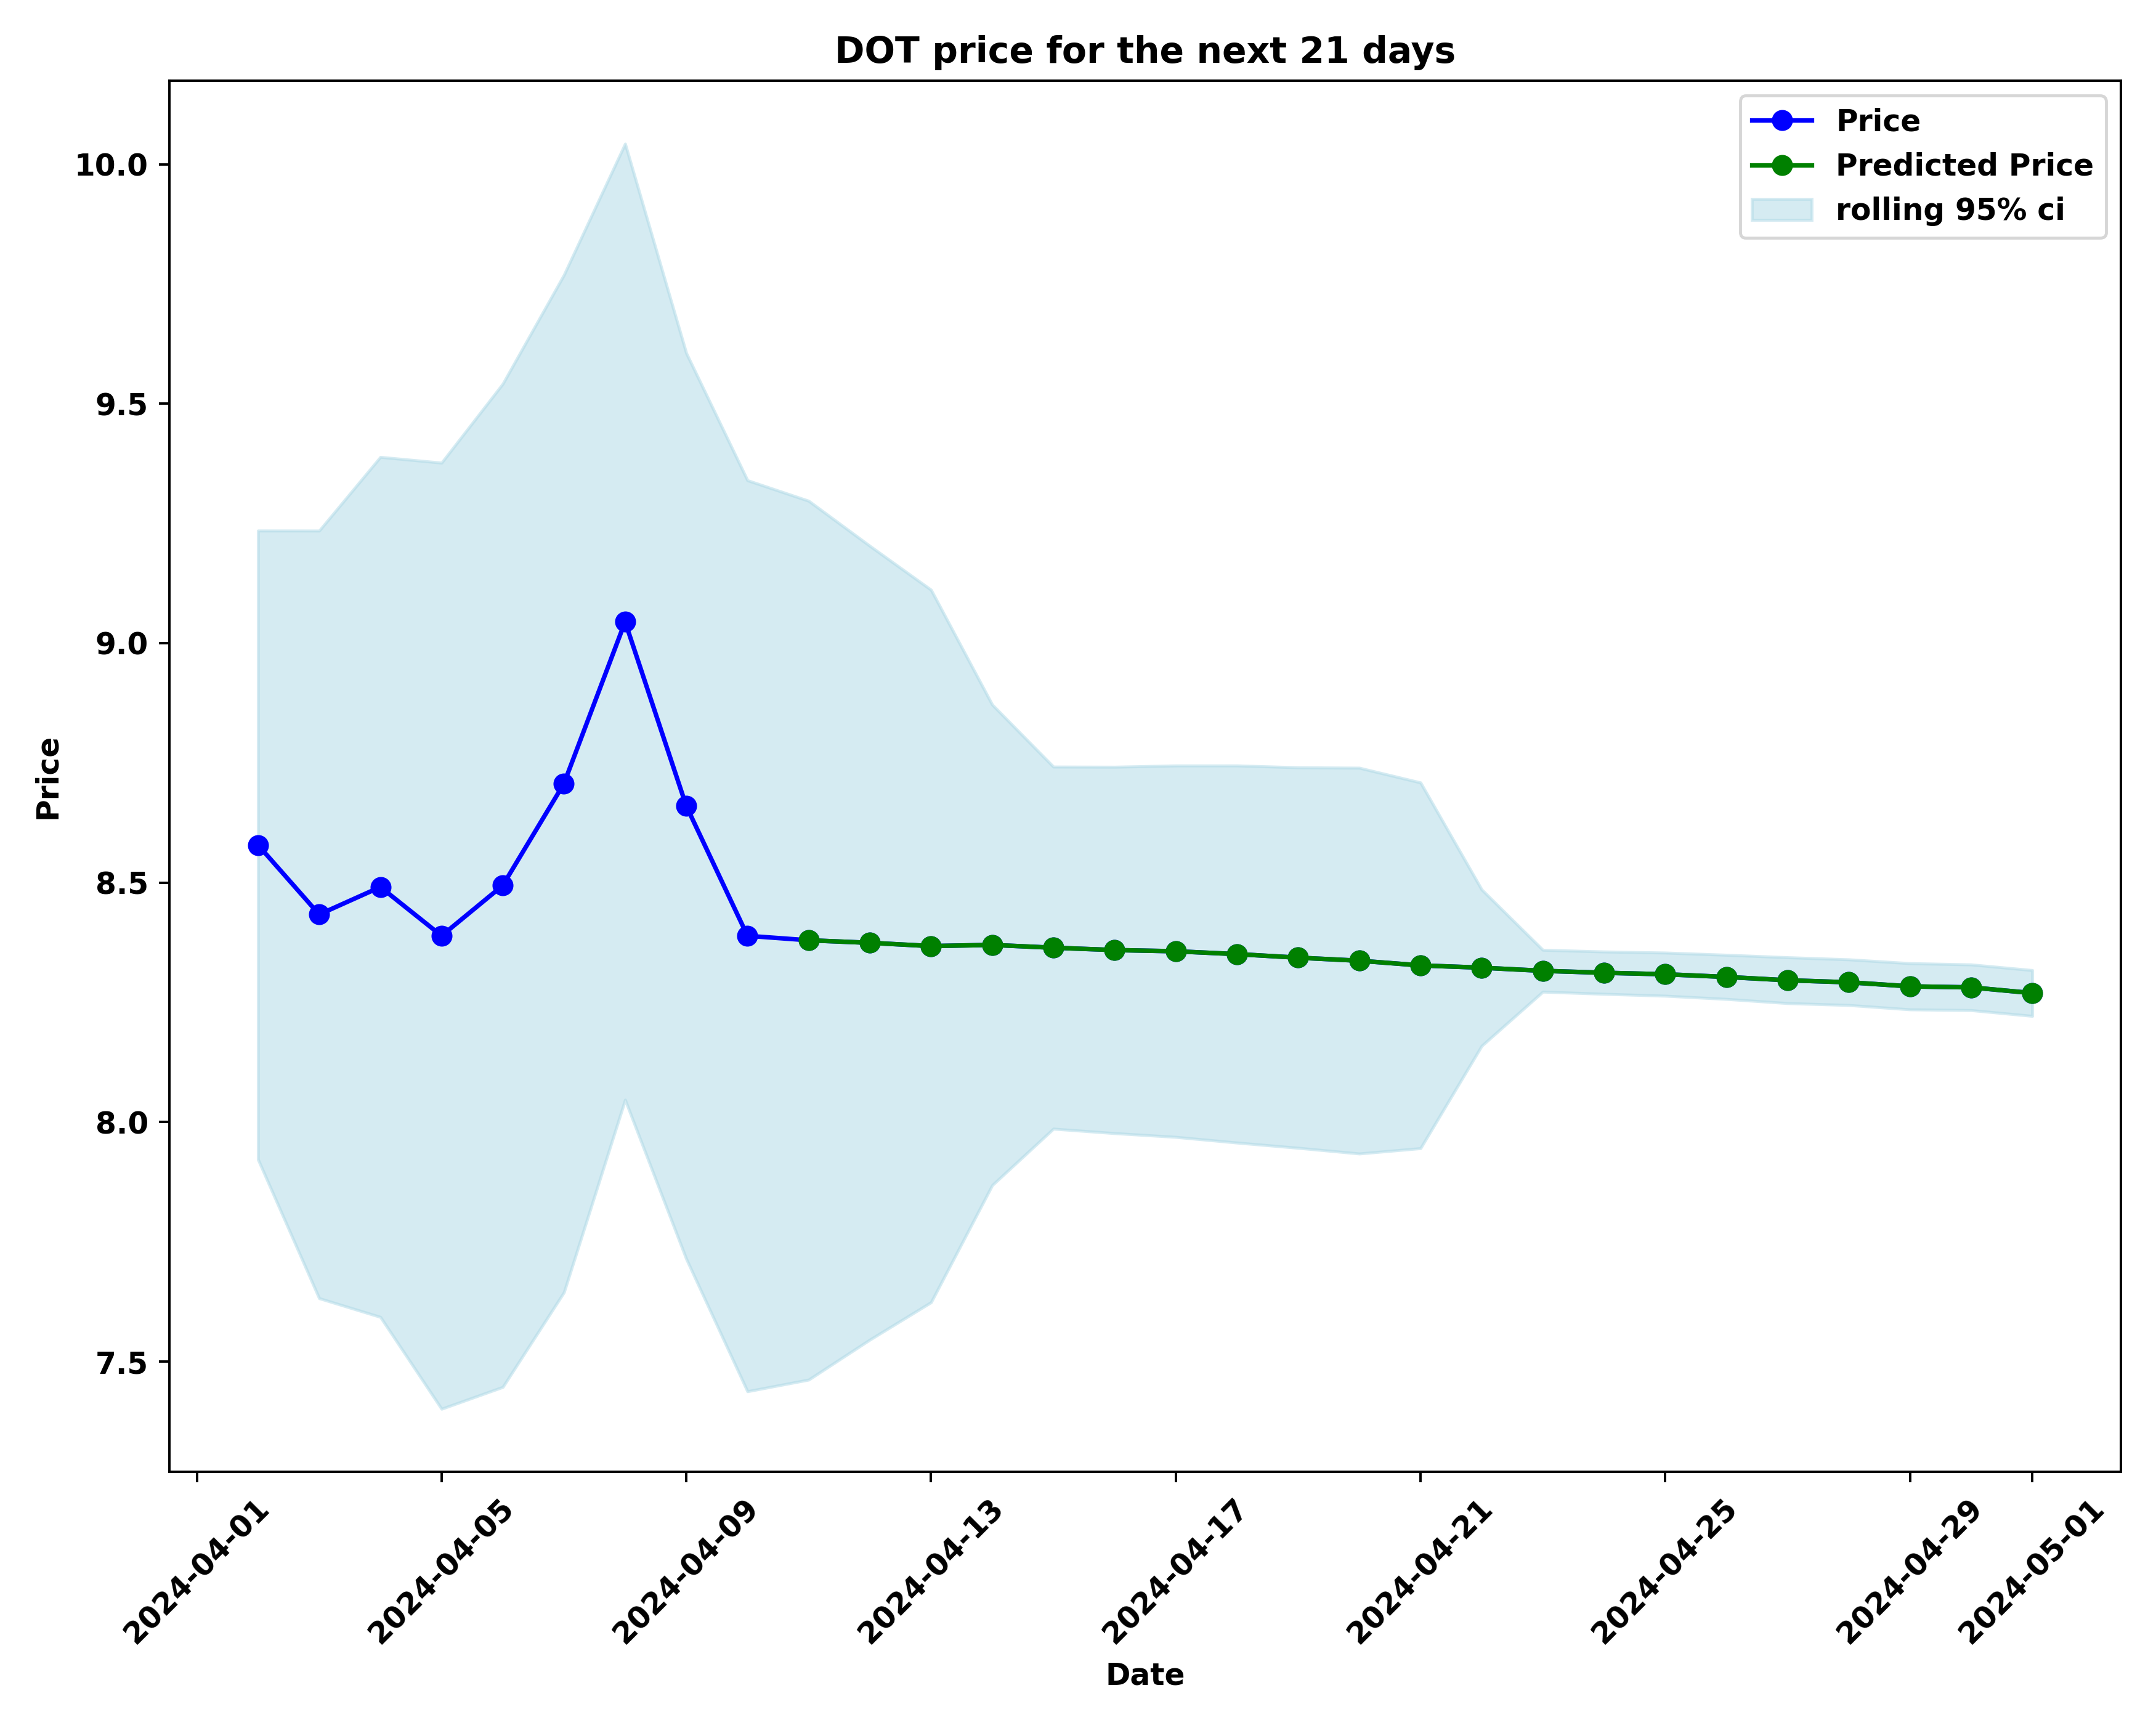 DOT price for the next 21 days
Price
Predicted Price
rolling 95% ci
10.0
9.5
9.0
8.5
8.0
7.5
Price
2024-04-01
2024-04-05
2024-04-09
2024-04-13
2024-04-17
2024-04-21
2024-04-25
2024-04-29
2024-05-01
Date